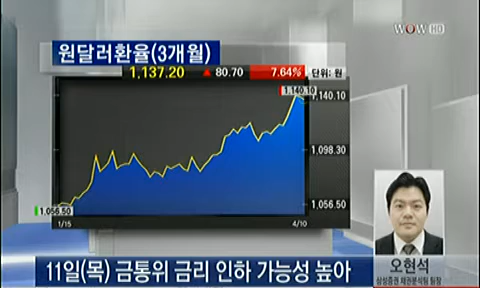 WOW HD
원달러환율(3개월)
1,137.20 ▲ 80.70 7.64% 단위: 원
1,140.10
1,140.10
1,098.30
1,056.50
1,056.50
1/15 4/10
오현석
삼성증권 채권분석팀 팀장
11일(목) 금통위 금리 인하 가능성 높아